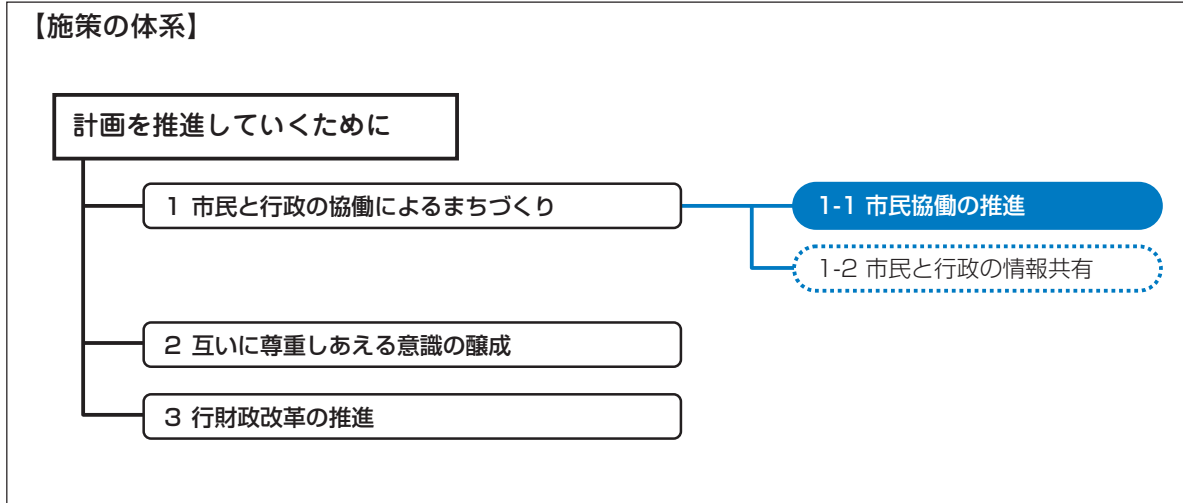 【施策の体系】
計画を推進していくために
1 市民と行政の協働によるまちづくり
1-1 市民協働の推進
1-2 市民と行政の情報共有
2 互いに尊重しあえる意識の醸成
3 行財政改革の推進